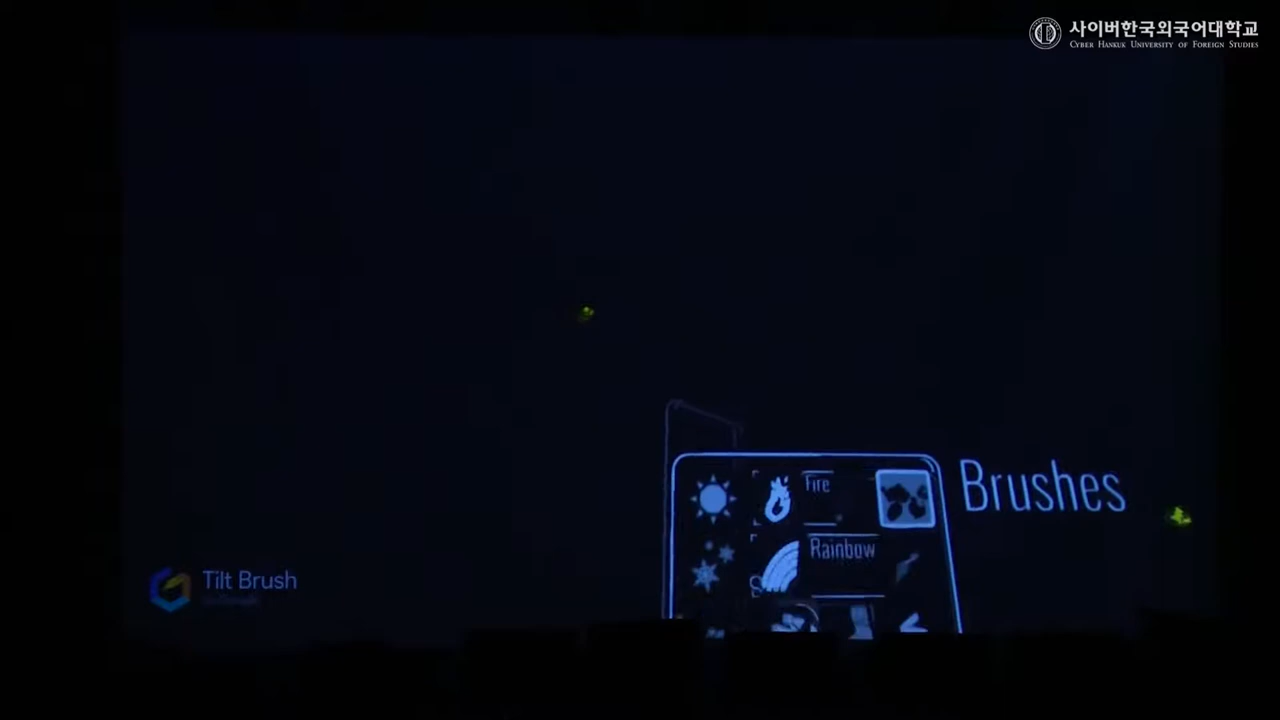 사이버한국외국어대학교
CYBER HANKUK UNIVERSITY OF FOREIGN STUDIES
Brushes
Fire
Rainbow
Tilt Brush